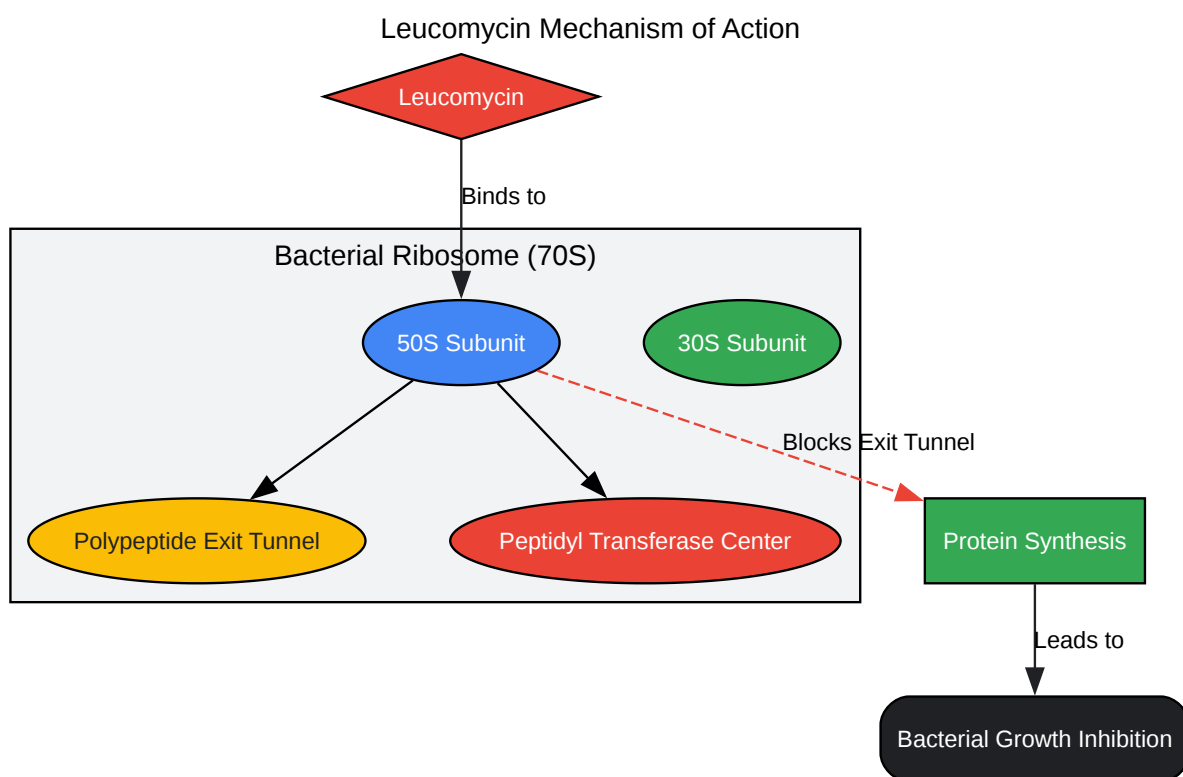 Leucomycin Mechanism of Action
Leucomycin
Binds to
Bacterial Ribosome (70S)
50S Subunit
30S Subunit
Blocks Exit Tunnel
Polypeptide Exit Tunnel
Peptidyl Transferase Center
Protein Synthesis
Leads to
Bacterial Growth Inhibition